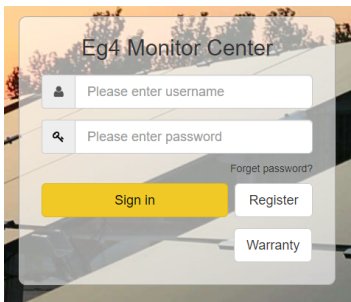 Eg4 Monitor Center
Please enter username
Please enter password
Forget password?
Sign in Register
Warranty